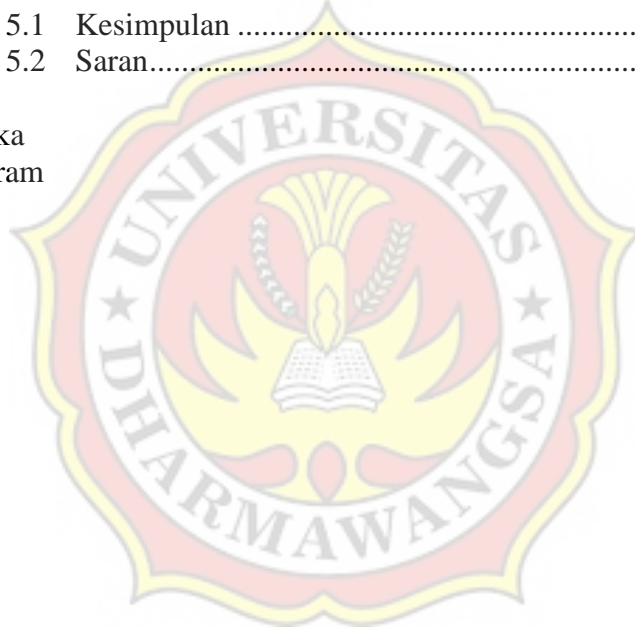 5.1 Kesimpulan ............................................................
5.2 Saran........................................................................
ka
ram
UNIVERSITAS
DHARMAWANGSA